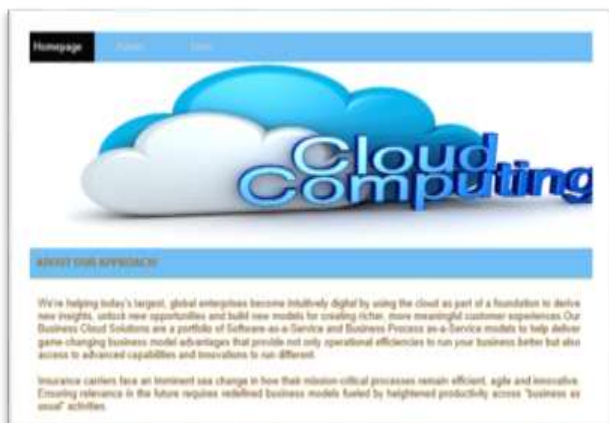 Homepage Admin User
Cloud
Computing
ABOUT OUR APPROACH
We're helping today's largest, global enterprises become intuitively digital by using the cloud as part of a foundation to derive
new insights, unlock new opportunities and build new models for creating richer, more meaningful customer experiences.Our
Business Cloud Solutions are a portfolio of Software-as-a-Service and Business Process as-a-Service models to help deliver
game-changing business model advantages that provide not only operational efficiencies to run your business better but also
access to advanced capabilities and innovations to run different.
Insurance carriers face an imminent sea change in how their mission-critical processes remain efficient, agile and innovative.
Ensuring relevance in the future requires redefined business models fueled by heightened productivity across "business as
usual" activities.